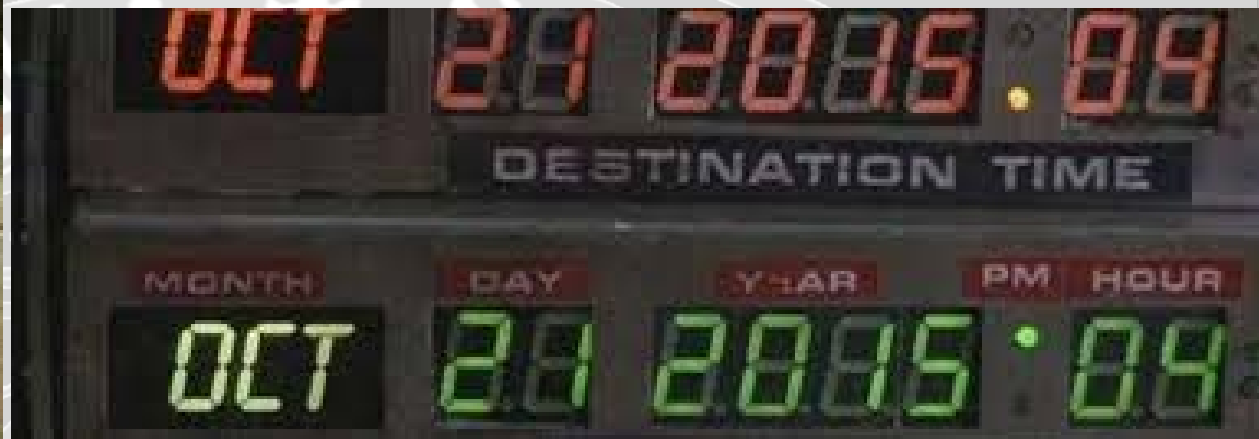 OCT 21 2015 04
DESTINATION TIME
MONTH DAY YEAR PM HOUR
OCT 21 2015 04